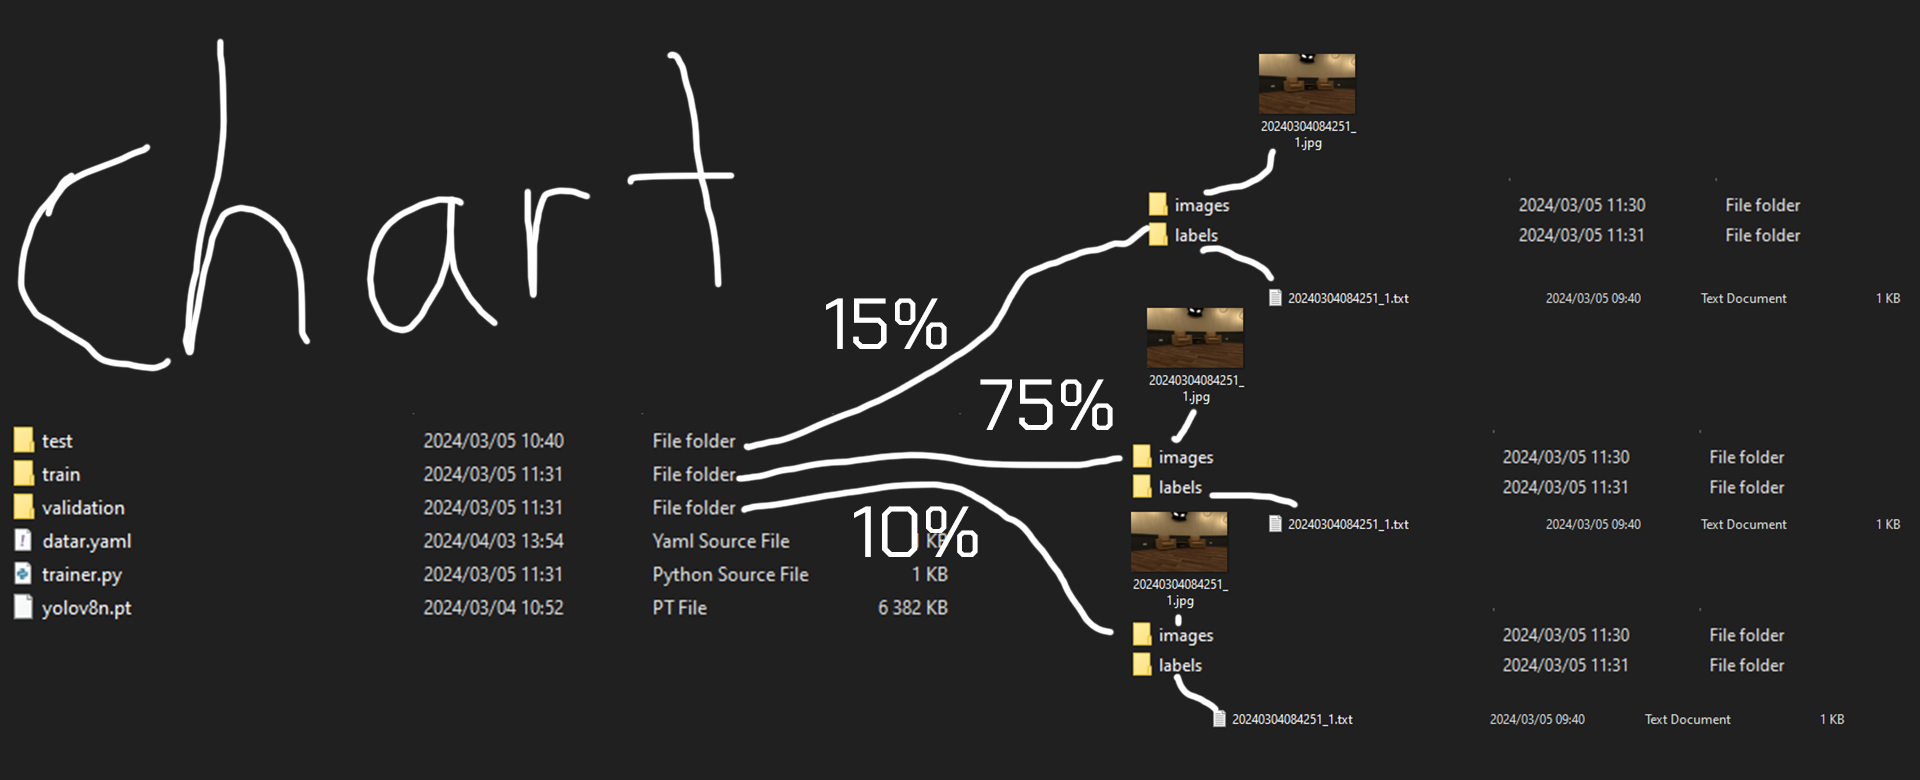 Chart
20240304084251_
1.jpg
images 2024/03/05 11:30 File folder
labels 2024/03/05 11:31 File folder
20240304084251_1.txt 2024/03/05 09:40 Text Document 1 KB
15%
20240304084251_
1.jpg
75%
test 2024/03/05 10:40 File folder
train 2024/03/05 11:31 File folder
validation 2024/03/05 11:31 File folder
datar.yaml 2024/04/03 13:54 Yaml Source File 1 KB
trainer.py 2024/03/05 11:31 Python Source File 1 KB
yolov8n.pt 2024/03/04 10:52 PT File 6 382 KB
images 2024/03/05 11:30 File folder
labels 2024/03/05 11:31 File folder
20240304084251_1.txt 2024/03/05 09:40 Text Document 1 KB
10%
20240304084251_
1.jpg
images 2024/03/05 11:30 File folder
labels 2024/03/05 11:31 File folder
20240304084251_1.txt 2024/03/05 09:40 Text Document 1 KB